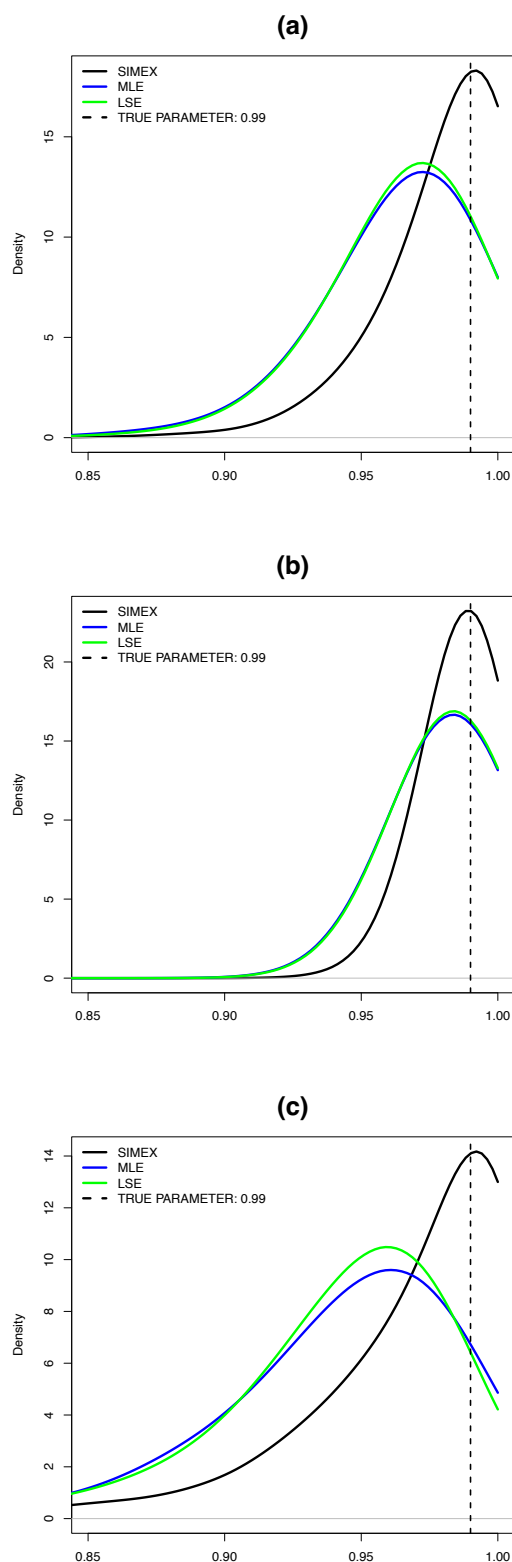 (a)
SIMEX
MLE
LSE
TRUE PARAMETER: 0.99
Density
15
10
5
0
0.85 0.90 0.95 1.00
(b)
SIMEX
MLE
LSE
TRUE PARAMETER: 0.99
Density
20
15
10
5
0
0.85 0.90 0.95 1.00
(c)
SIMEX
MLE
LSE
TRUE PARAMETER: 0.99
Density
14
12
10
8
6
4
2
0
0.85 0.90 0.95 1.00